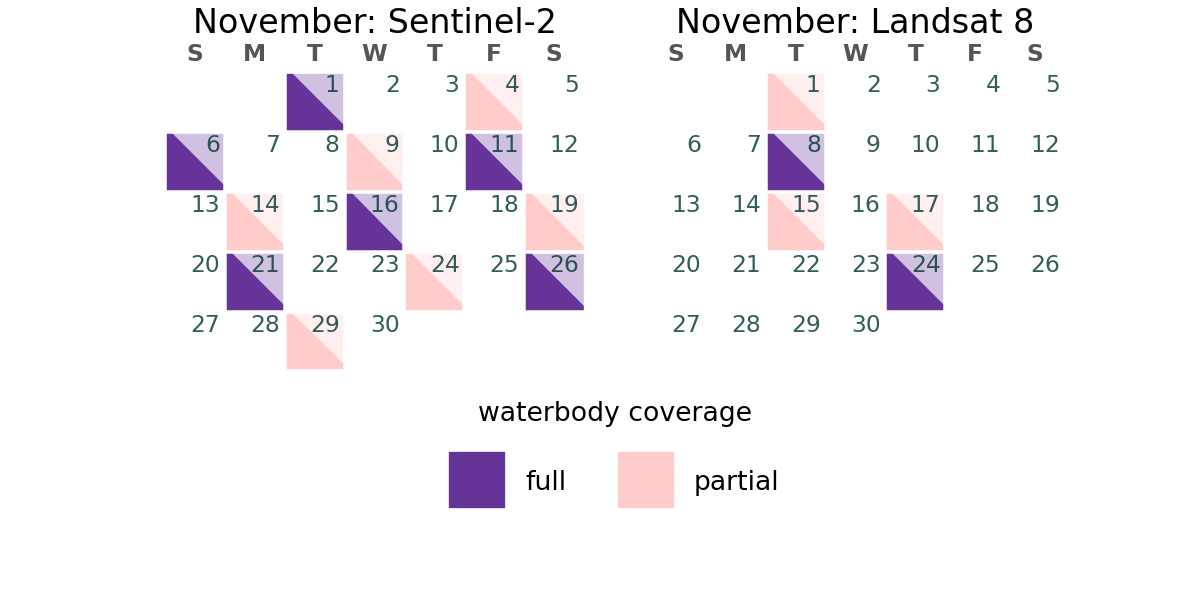 November: Sentinel-2
S M T W T F S
1 2 3 4 5
6 7 8 9 10 11 12
13 14 15 16 17 18 19
20 21 22 23 24 25 26
27 28 29 30
November: Landsat 8
S M T W T F S
1 2 3 4 5
6 7 8 9 10 11 12
13 14 15 16 17 18 19
20 21 22 23 24 25 26
27 28 29 30
waterbody coverage
full
partial